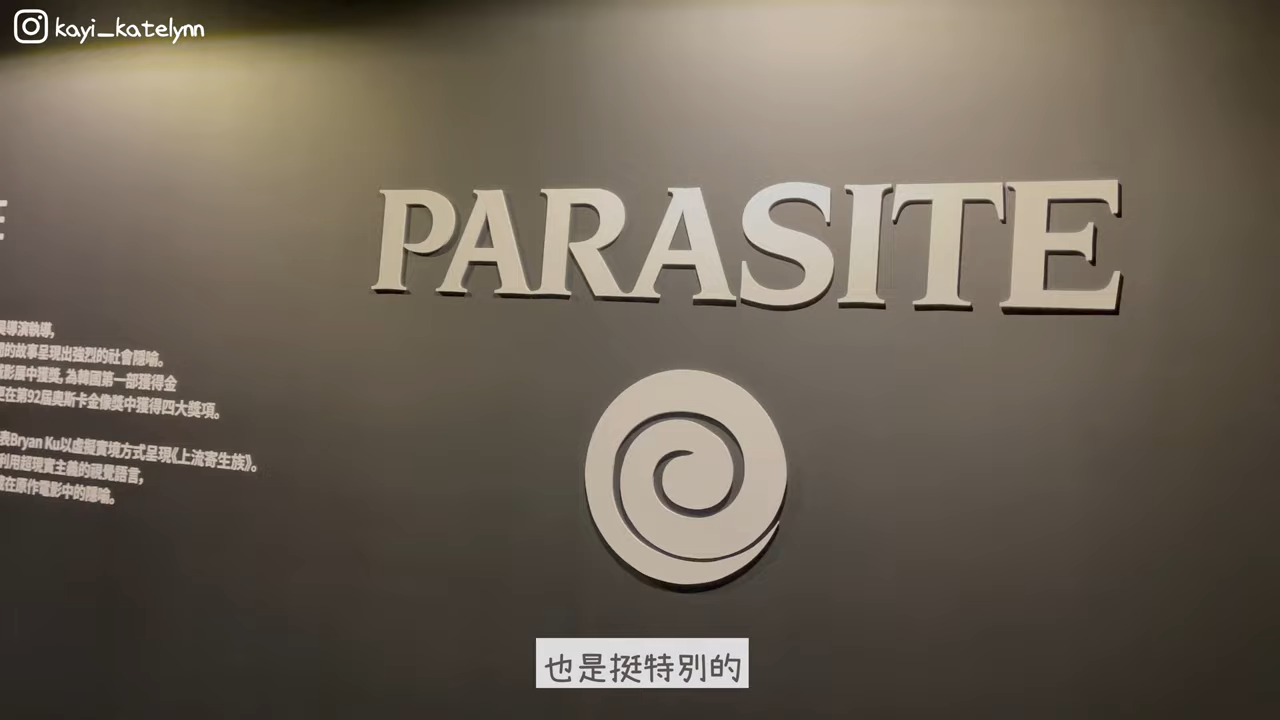 kayi_katelynn
PARASITE
導演執導,
的故事呈現出強烈的社會隱喻。
影展中獲獎, 為韓國第一部獲得金
在第92屆奧斯卡金像獎中獲得四大獎項。
表Bryan Ku以虛擬實境方式呈現《上流寄生族》。
利用超現實主義的視覺語言,
在原作電影中的隱喻。
也是挺特別的